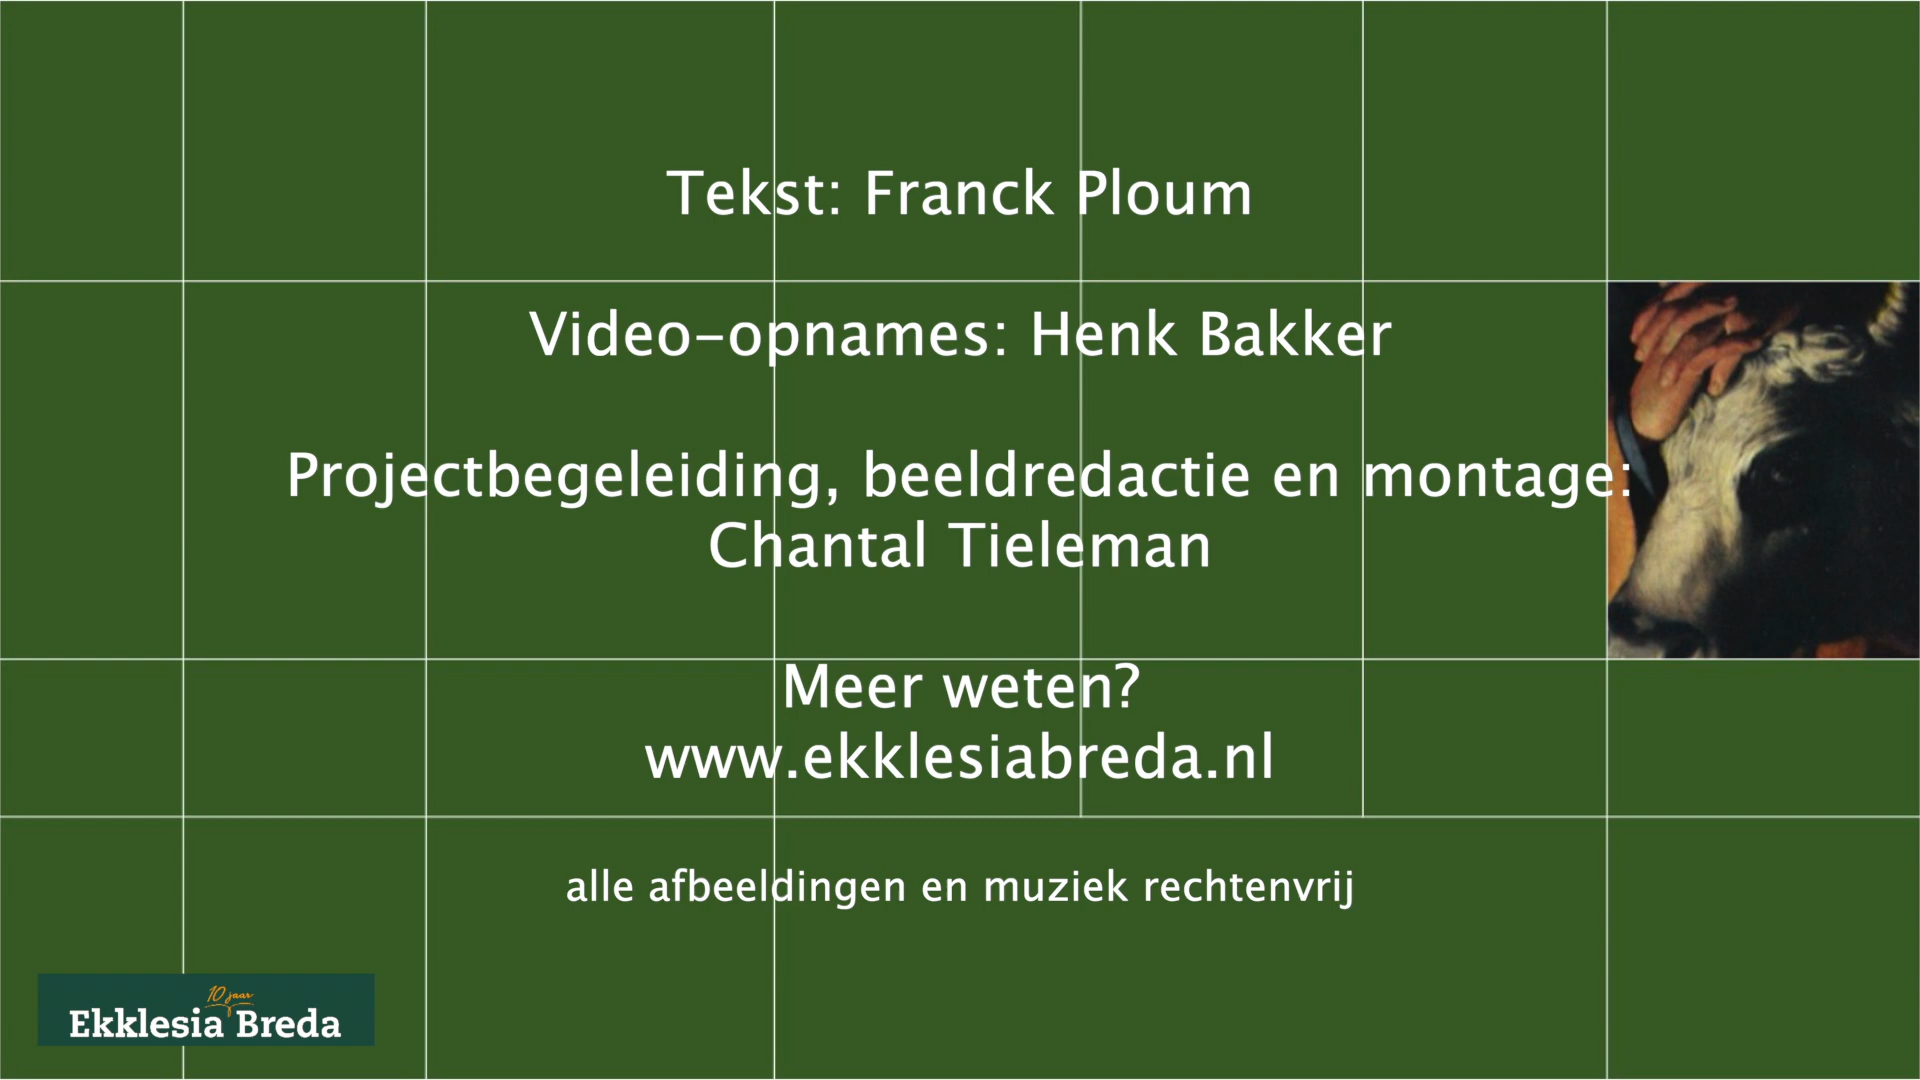 Tekst: Franck Ploum
Video-opnames: Henk Bakker
Projectbegeleiding, beeldredactie en montage:
Chantal Tieleman
Meer weten?
www.ekklesiabreda.nl
alle afbeeldingen en muziek rechtenvrij
10 jaar
Ekklesia Breda